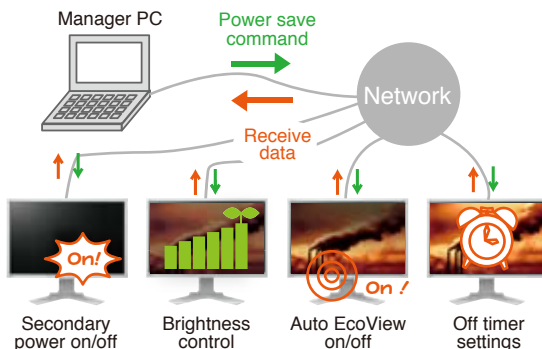 Manager PC
Power save
command
Network
Receive
data
On!
On !
Secondary
power on/off
Brightness
control
Auto EcoView
on/off
Off timer
settings